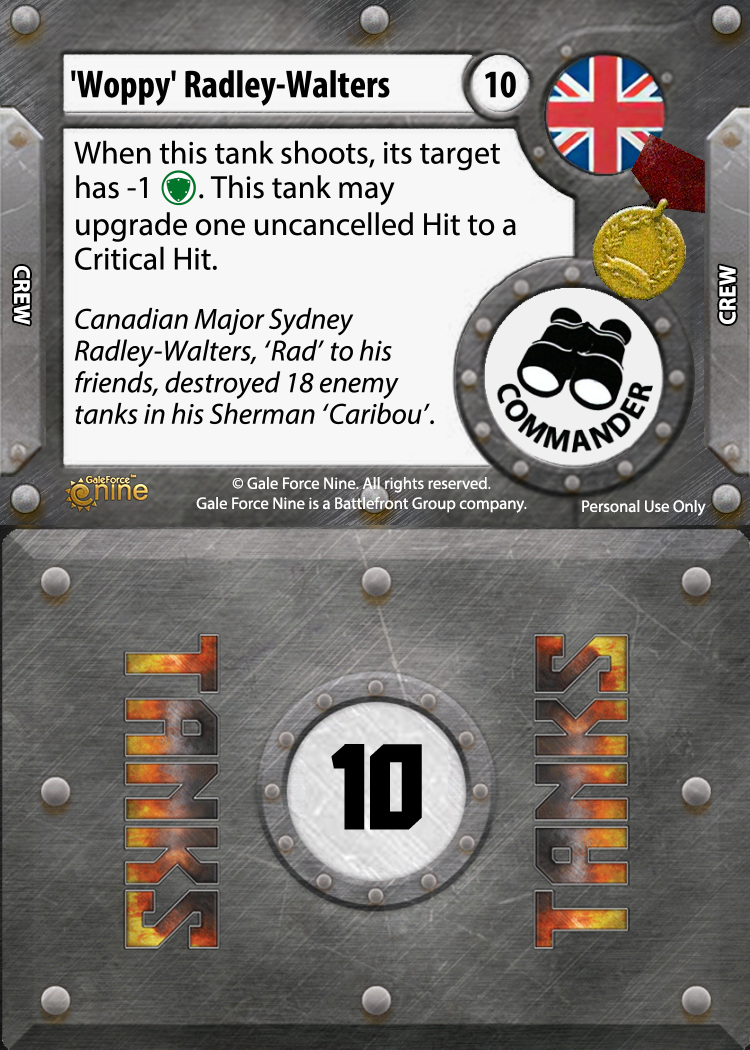 'Woppy' Radley-Walters
10
When this tank shoots, its target
has -1 . This tank may
upgrade one uncancelled Hit to a
Critical Hit.
Canadian Major Sydney
Radley-Walters, ‘Rad’ to his
friends, destroyed 18 enemy
tanks in his Sherman ‘Caribou’.
CREW
CREW
COMMANDER
GaleForce™
nine
© Gale Force Nine. All rights reserved.
Gale Force Nine is a Battlefront Group company.
Personal Use Only
TANKS
10
TANKS